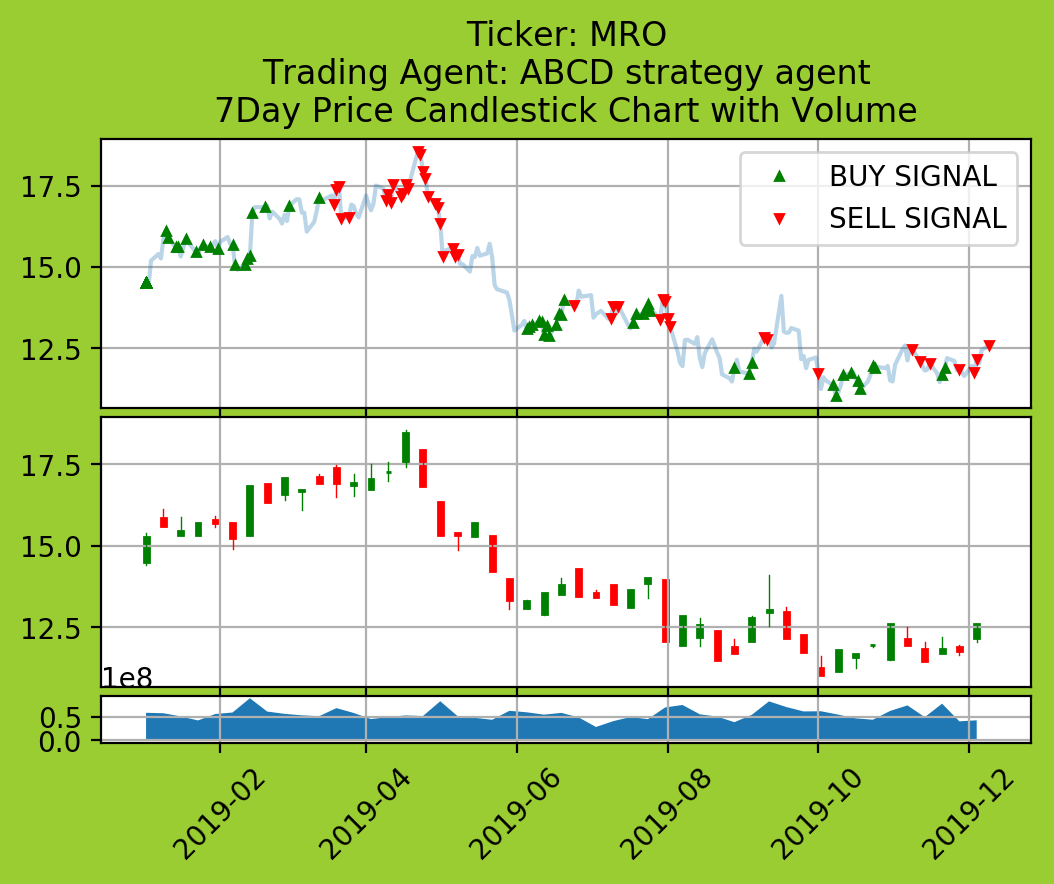 Ticker: MRO
Trading Agent: ABCD strategy agent
7Day Price Candlestick Chart with Volume
BUY SIGNAL
SELL SIGNAL
17.5
15.0
12.5
17.5
15.0
12.5
1e8
0.5
0.0
2019-02
2019-04
2019-06
2019-08
2019-10
2019-12